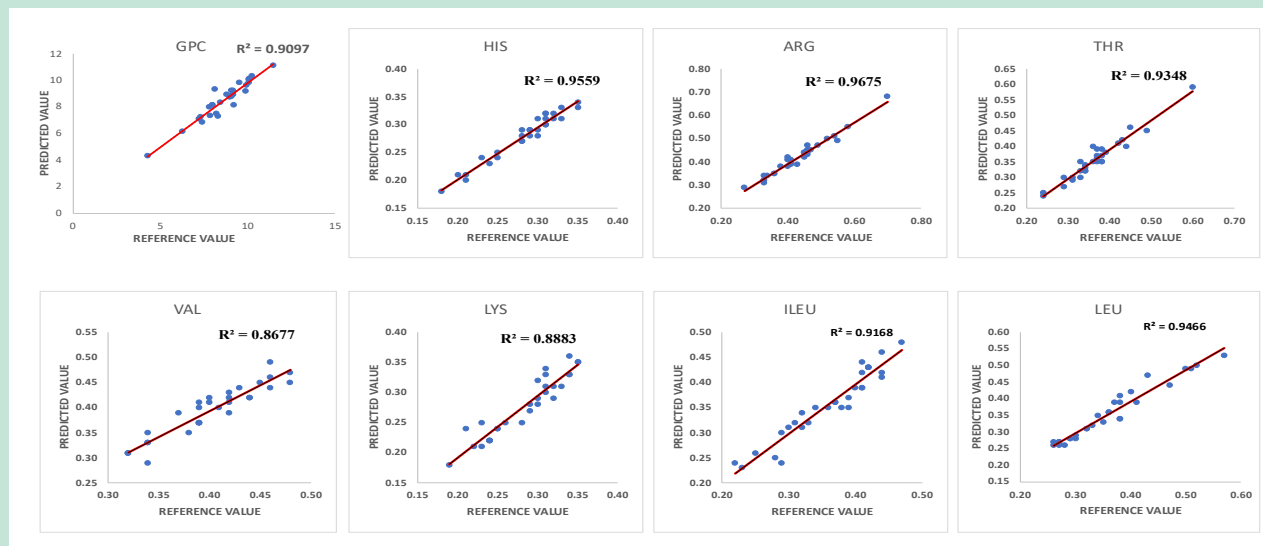 GPC
R² = 0.9097
PREDICTED VALUE
12
10
8
6
4
2
0
0 5 10 15
REFERENCE VALUE
HIS
R² = 0.9559
PREDICTED VALUE
0.40
0.35
0.30
0.25
0.20
0.15
0.15 0.20 0.25 0.30 0.35 0.40
REFERENCE VALUE
ARG
R² = 0.9675
PREDICTED VALUE
0.80
0.70
0.60
0.50
0.40
0.30
0.20
0.20 0.40 0.60 0.80
REFERENCE VALUE
THR
R² = 0.9348
PREDICTED VALUE
0.65
0.60
0.55
0.50
0.45
0.40
0.35
0.30
0.25
0.20
0.20 0.30 0.40 0.50 0.60 0.70
REFERENCE VALUE
VAL
R² = 0.8677
PREDICTED VALUE
0.55
0.50
0.45
0.40
0.35
0.30
0.25
0.30 0.35 0.40 0.45 0.50
REFERENCE VALUE
LYS
R² = 0.8883
PREDICTED VALUE
0.40
0.35
0.30
0.25
0.20
0.15
0.15 0.20 0.25 0.30 0.35 0.40
REFERENCE VALUE
ILEU
R² = 0.9168
PREDICTED VALUE
0.50
0.45
0.40
0.35
0.30
0.25
0.20
0.20 0.30 0.40 0.50
REFERENCE VALUE
LEU
R² = 0.9466
PREDICTED VALUE
0.60
0.55
0.50
0.45
0.40
0.35
0.30
0.25
0.20
0.15
0.20 0.30 0.40 0.50 0.60
REFERENCE VALUE